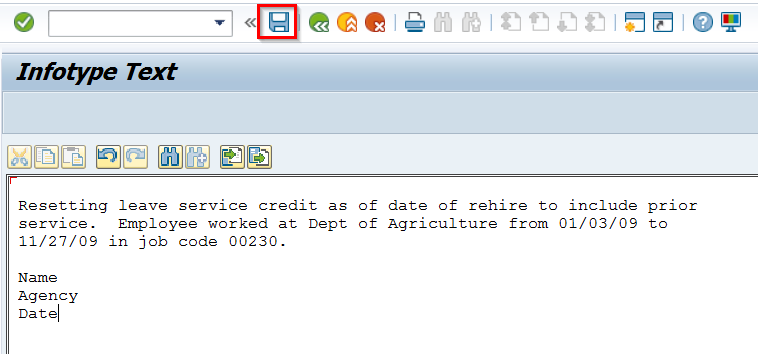 Infotype Text
Resetting leave service credit as of date of rehire to include prior
service.  Employee worked at Dept of Agriculture from 01/03/09 to
11/27/09 in job code 00230.
Name
Agency
Date